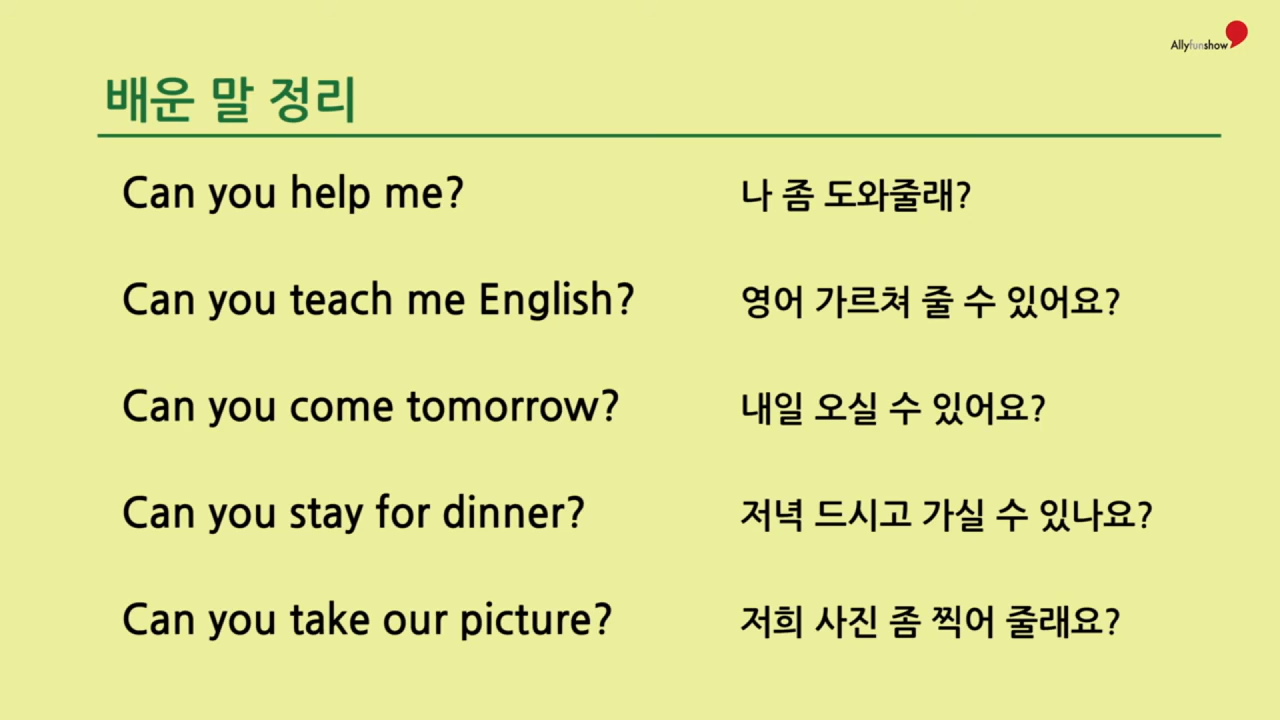 Allyfunshow
배운 말 정리
Can you help me? 나 좀 도와줄래?
Can you teach me English? 영어 가르쳐 줄 수 있어요?
Can you come tomorrow? 내일 오실 수 있어요?
Can you stay for dinner? 저녁 드시고 가실 수 있나요?
Can you take our picture? 저희 사진 좀 찍어 줄래요?